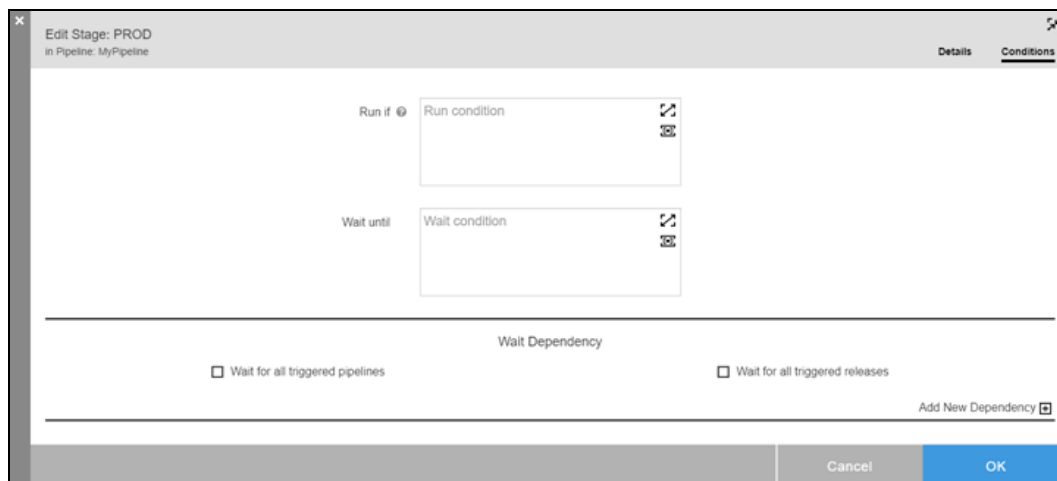 Edit Stage: PROD
in Pipeline: MyPipeline
Details Conditions
Run if Run condition
Wait until Wait condition
Wait Dependency
Wait for all triggered pipelines Wait for all triggered releases
Add New Dependency
Cancel OK